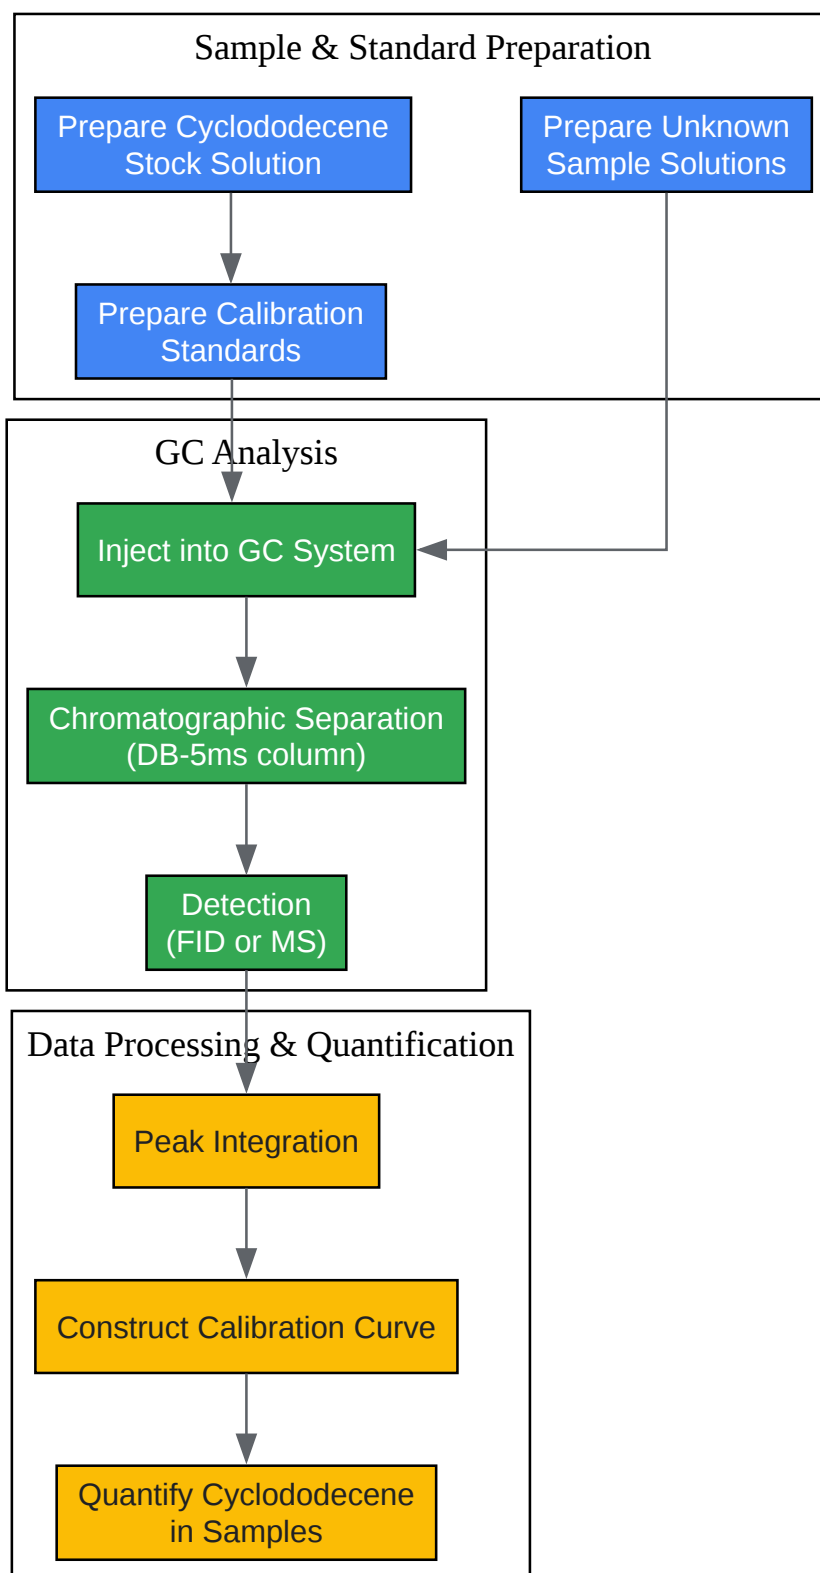 Sample & Standard Preparation
Prepare Cyclododecene
Stock Solution
Prepare Unknown
Sample Solutions
Prepare Calibration
Standards
GC Analysis
Inject into GC System
Chromatographic Separation
(DB-5ms column)
Detection
(FID or MS)
Data Processing & Quantification
Peak Integration
Construct Calibration Curve
Quantify Cyclododecene
in Samples